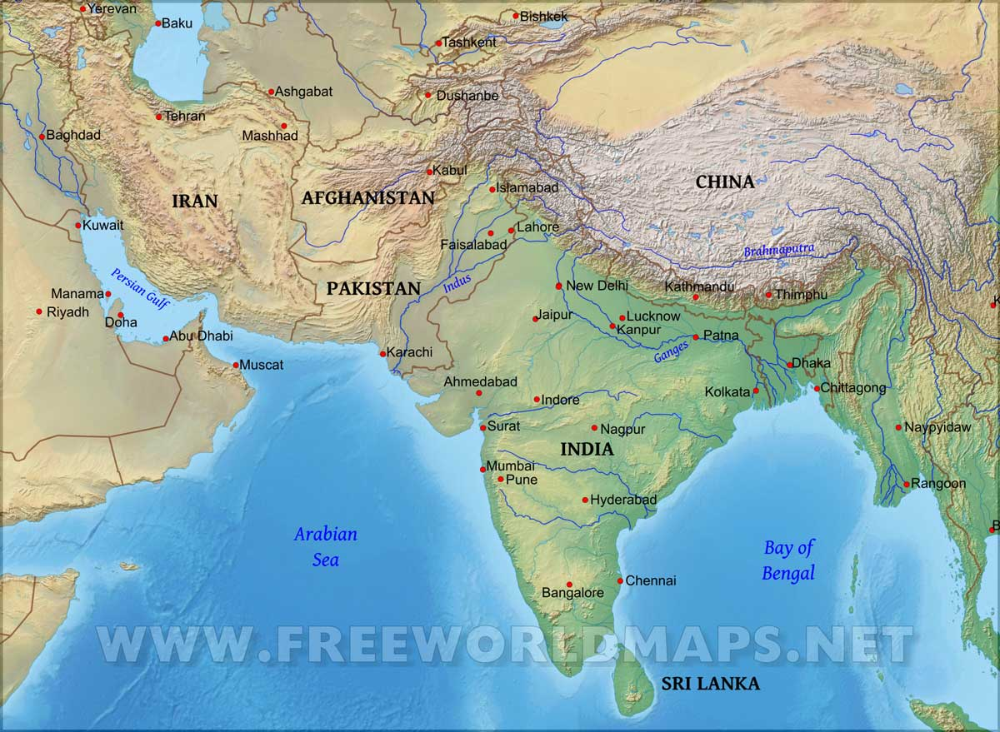 Yerevan
Baku
Bishkek
Tashkent
Ashgabat
Dushanbe
Tehran
Mashhad
Baghdad
Kabul
CHINA
Islamabad
IRAN
AFGHANISTAN
Kuwait
Lahore
Faisalabad
Brahmaputra
Persian Gulf
Indus
PAKISTAN
New Delhi
Kathmandu
Thimphu
Manama
Riyadh
Doha
Jaipur
Lucknow
Kanpur
Abu Dhabi
Patna
Ganges
Karachi
Muscat
Dhaka
Ahmedabad
Kolkata
Chittagong
Indore
Surat
Nagpur
Naypyidaw
INDIA
Mumbai
Pune
Rangoon
Hyderabad
Arabian
Sea
Bay of
Bengal
Chennai
Bangalore
WWW.FREEWORLDMAPS.NET
SRI LANKA